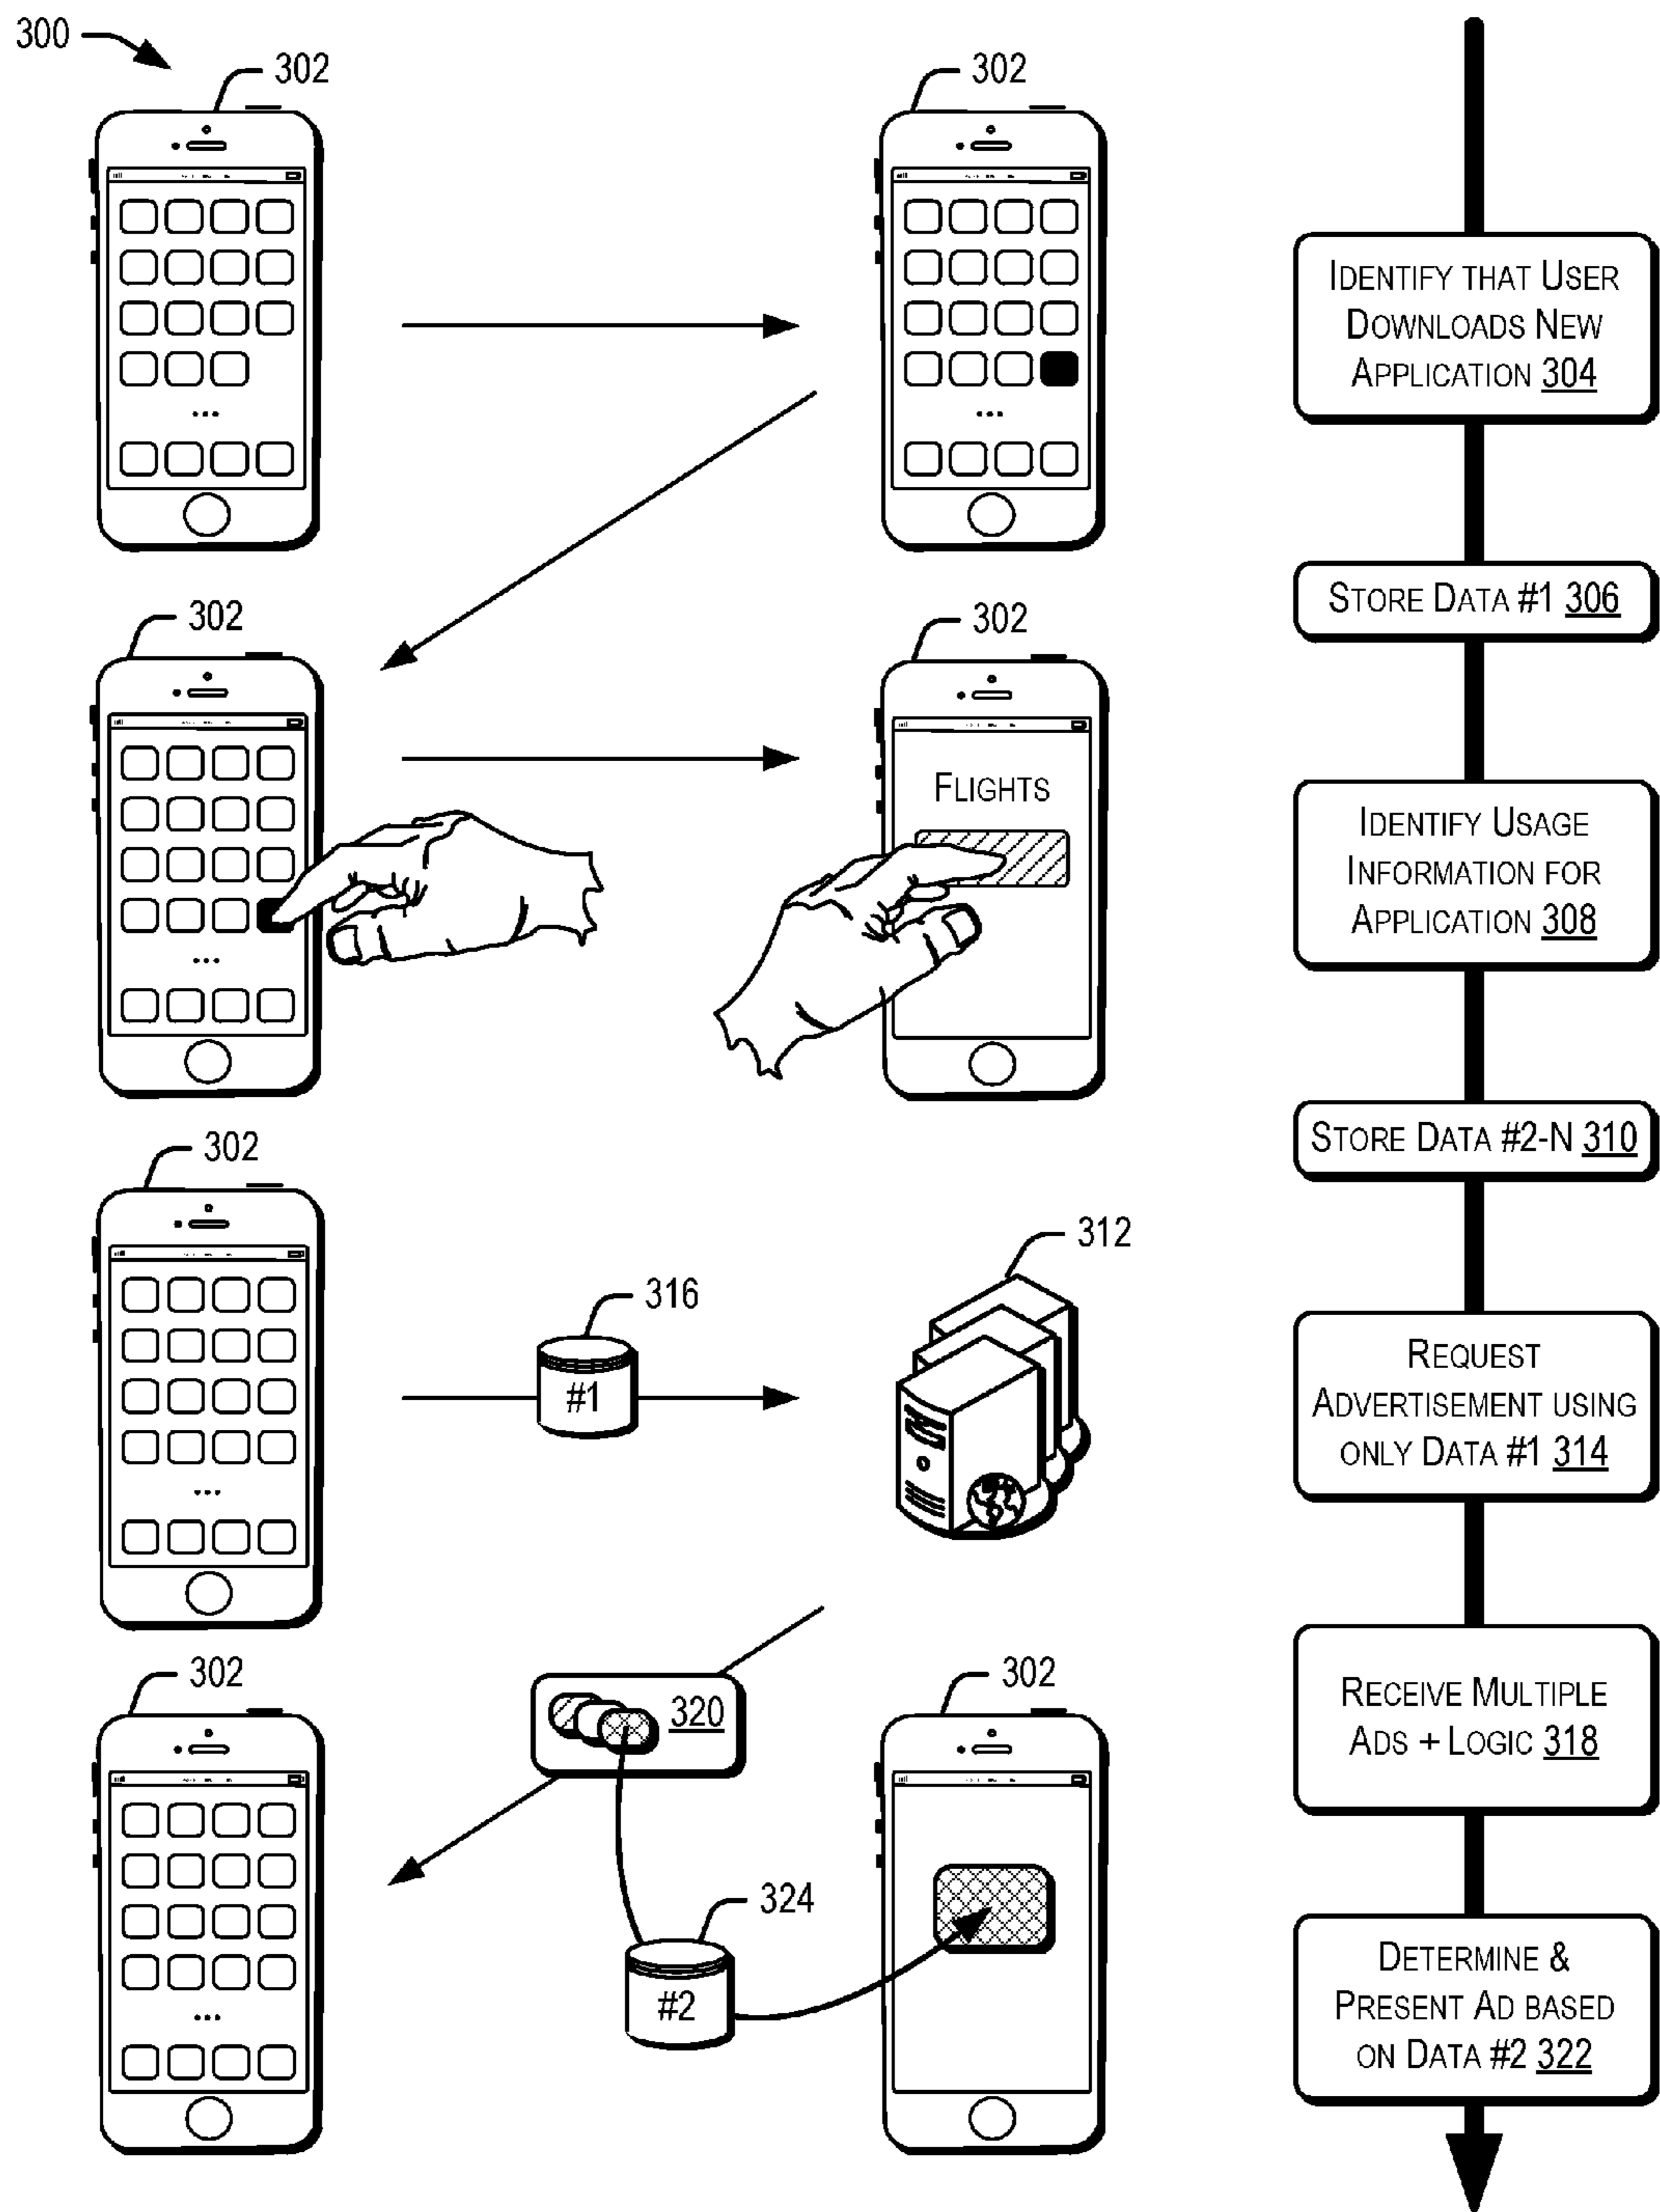 300
302
302
IDENTIFY THAT USER
DOWNLOADS NEW
APPLICATION 304
STORE DATA #1 306
302
302
FLIGHTS
IDENTIFY USAGE
INFORMATION FOR
APPLICATION 308
STORE DATA #2-N 310
302
316
#1
312
REQUEST
ADVERTISEMENT USING
ONLY DATA #1 314
RECEIVE MULTIPLE
ADS + LOGIC 318
302
320
302
324
#2
DETERMINE &
PRESENT AD BASED
ON DATA #2 322